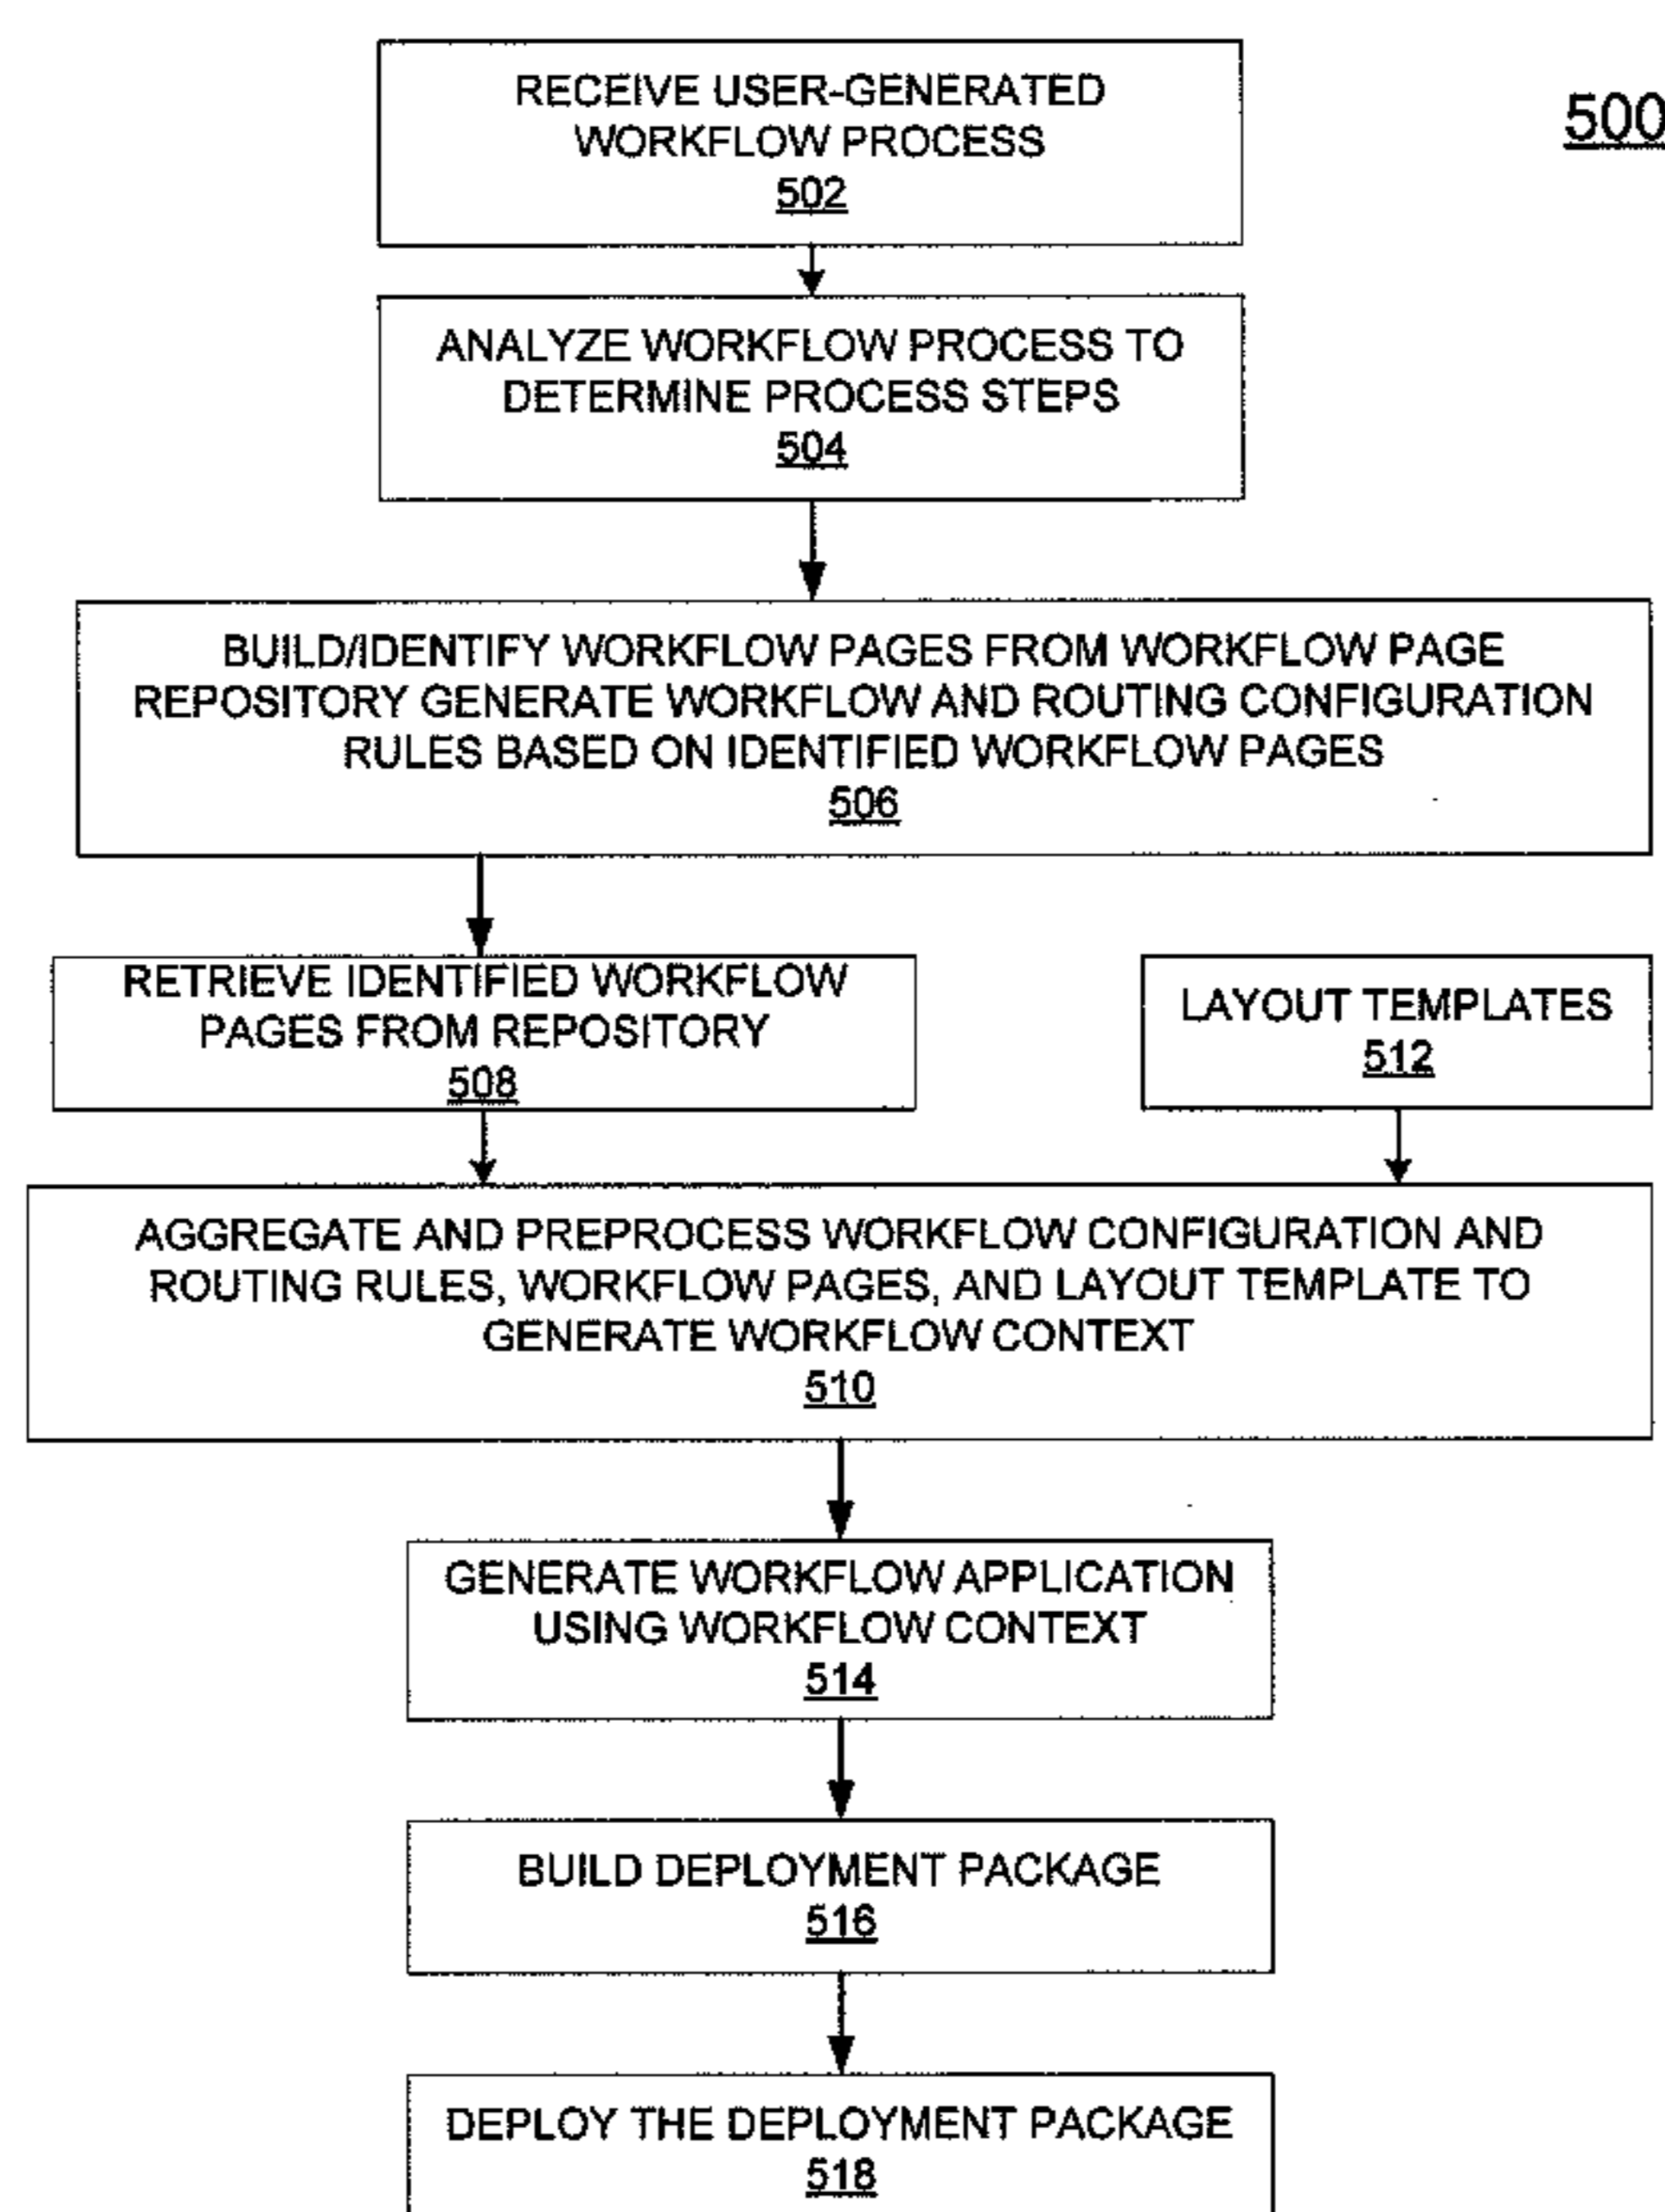 500
RECEIVE USER-GENERATED
WORKFLOW PROCESS
502
ANALYZE WORKFLOW PROCESS TO
DETERMINE PROCESS STEPS
504
BUILD/IDENTIFY WORKFLOW PAGES FROM WORKFLOW PAGE
REPOSITORY GENERATE WORKFLOW AND ROUTING CONFIGURATION
RULES BASED ON IDENTIFIED WORKFLOW PAGES
506
RETRIEVE IDENTIFIED WORKFLOW
PAGES FROM REPOSITORY
508
LAYOUT TEMPLATES
512
AGGREGATE AND PREPROCESS WORKFLOW CONFIGURATION AND
ROUTING RULES, WORKFLOW PAGES, AND LAYOUT TEMPLATE TO
GENERATE WORKFLOW CONTEXT
510
GENERATE WORKFLOW APPLICATION
USING WORKFLOW CONTEXT
514
BUILD DEPLOYMENT PACKAGE
516
DEPLOY THE DEPLOYMENT PACKAGE
518